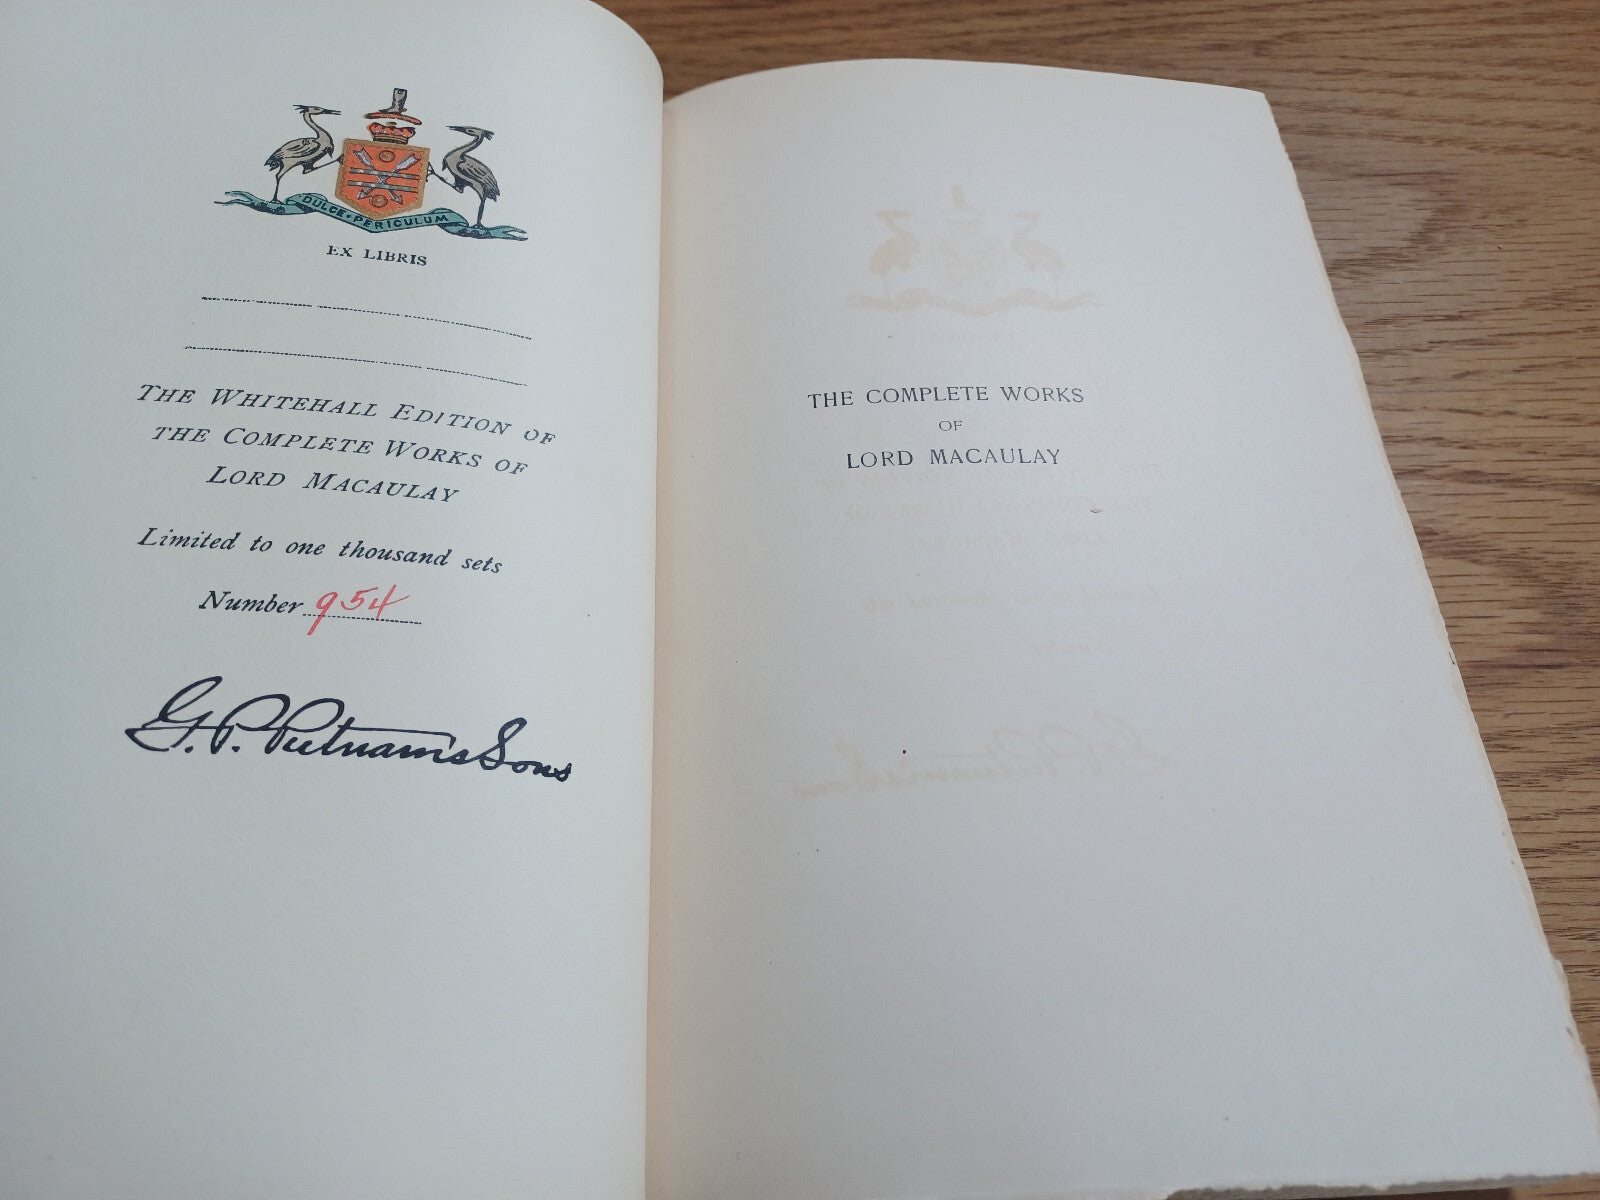 DULCE · PERICULUM
EX LIBRIS
THE WHITEHALL EDITION OF
THE COMPLETE WORKS OF
LORD MACAULAY
Limited to one thousand sets
Number 954
G. P. Putnam's Sons
THE COMPLETE WORKS
OF
LORD MACAULAY